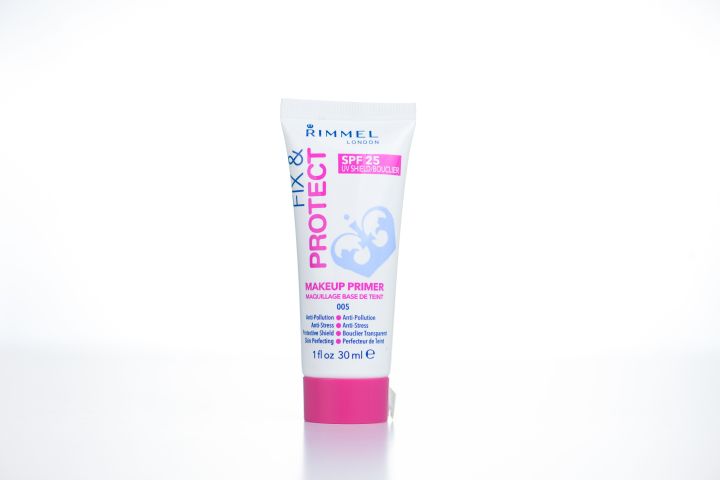 RIMMEL
LONDON
FIX &
PROTECT
SPF 25
UV SHIELD/BOUCLIER
MAKEUP PRIMER
MAQUILLAGE BASE DE TEINT
005
Anti-Pollution • Anti-Pollution
Anti-Stress • Anti-Stress
Protective Shield • Bouclier Transparent
Skin Perfecting • Perfecteur de Teint
1 fl oz 30 ml ℮